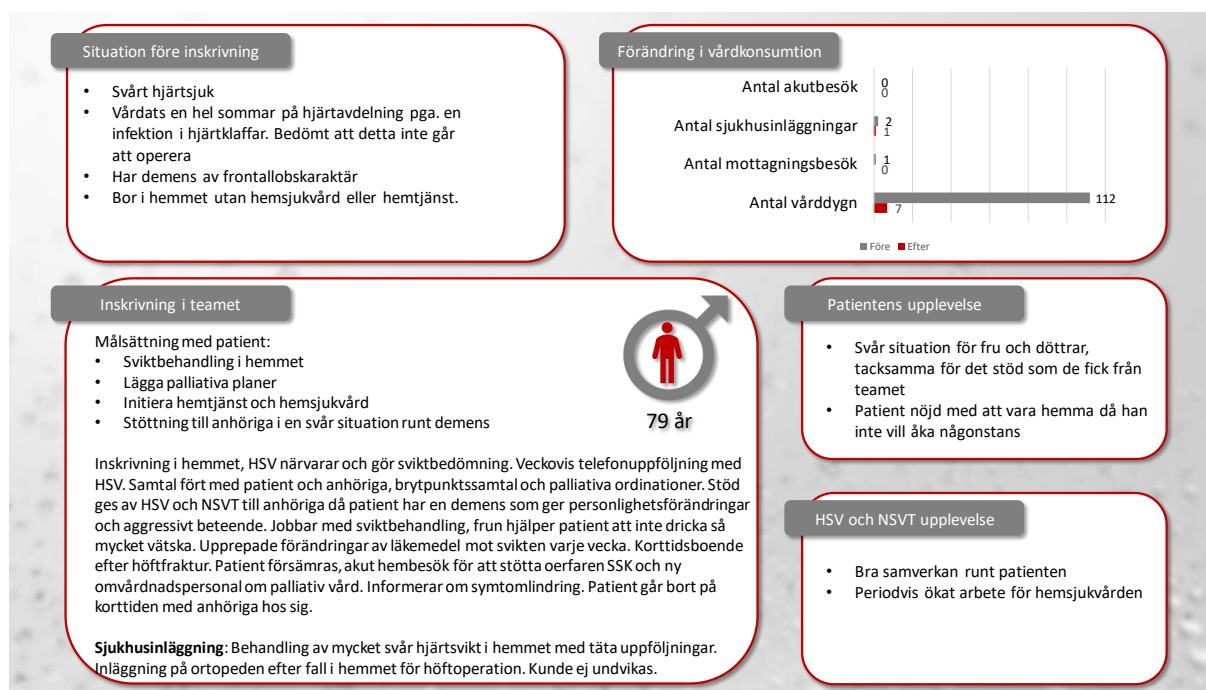 Situation före inskrivning
• Svårt hjärtsjuk
• Vårdats en hel sommar på hjärtavdelning pga. en
infektion i hjärtklaffar. Bedömt att detta inte går
att operera
• Har demens av frontallobskaraktär
• Bor i hemmet utan hemsjukvård eller hemtjänst.
Förändring i vårdkonsumtion
Antal akutbesök 0
0
Antal sjukhusinläggningar 2
1
Antal mottagningsbesök 1
0
Antal vårddygn 112
7
Före Efter
Inskrivning i teamet
Målsättning med patient:
• Sviktbehandling i hemmet
• Lägga palliativa planer
• Initiera hemtjänst och hemsjukvård
• Stöttning till anhöriga i en svår situation runt demens
79 år
Inskrivning i hemmet, HSV närvarar och gör sviktbedömning. Veckovis telefonuppföljning med
HSV. Samtal fört med patient och anhöriga, brytpunktssamtal och palliativa ordinationer. Stöd
ges av HSV och NSVT till anhöriga då patient har en demens som ger personlighetsförändringar
och aggressivt beteende. Jobbar med sviktbehandling, frun hjälper patient att inte dricka så
mycket vätska. Upprepade förändringar av läkemedel mot svikten varje vecka. Korttidsboende
efter höftfraktur. Patient försämras, akut hembesök för att stötta oerfaren SSK och ny
omvårdnadspersonal om palliativ vård. Informerar om symtomlindring. Patient går bort på
korttiden med anhöriga hos sig.
Sjukhusinläggning: Behandling av mycket svår hjärtsvikt i hemmet med täta uppföljningar.
Inläggning på ortopeden efter fall i hemmet för höftoperation. Kunde ej undvikas.
Patientens upplevelse
• Svår situation för fru och döttrar,
tacksamma för det stöd som de fick från
teamet
• Patient nöjd med att vara hemma då han
inte vill åka någonstans
HSV och NSVT upplevelse
• Bra samverkan runt patienten
• Periodvis ökat arbete för hemsjukvården